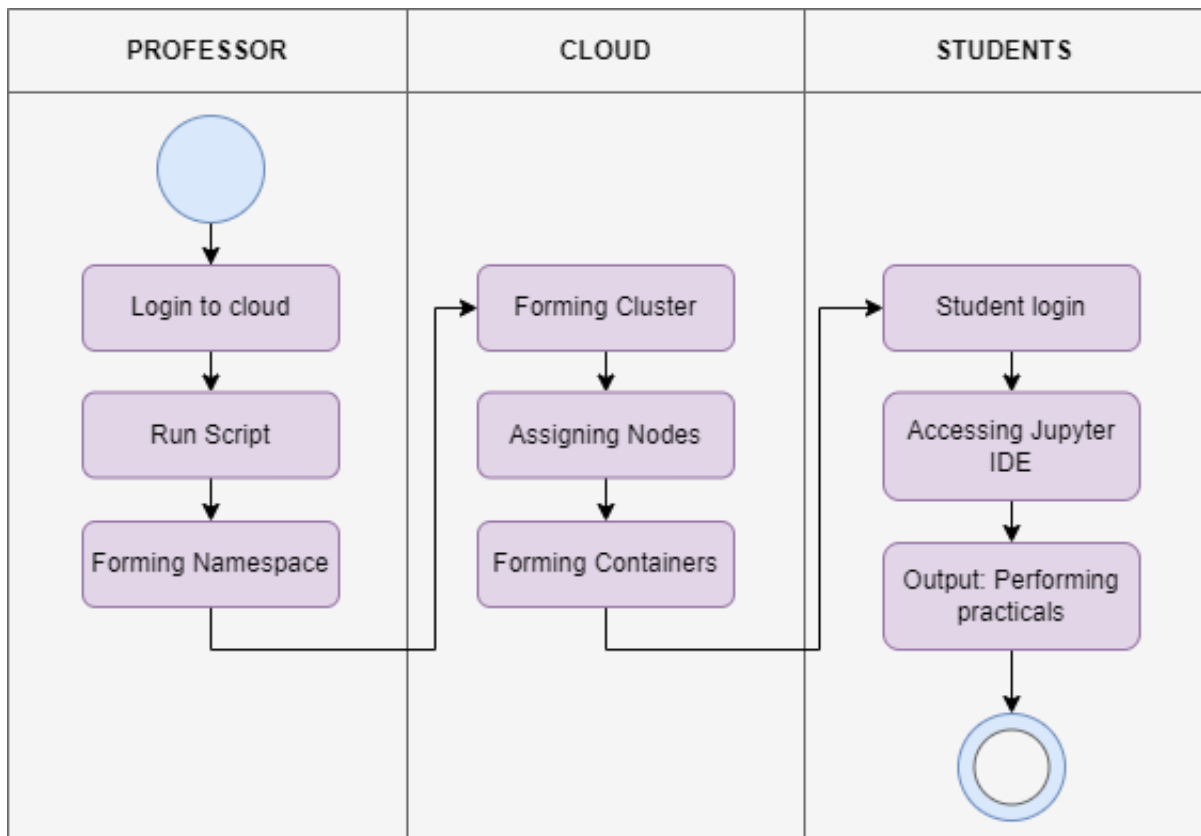 PROFESSOR
CLOUD
STUDENTS
Login to cloud
Run Script
Forming Namespace
Forming Cluster
Assigning Nodes
Forming Containers
Student login
Accessing Jupyter
IDE
Output: Performing
practicals